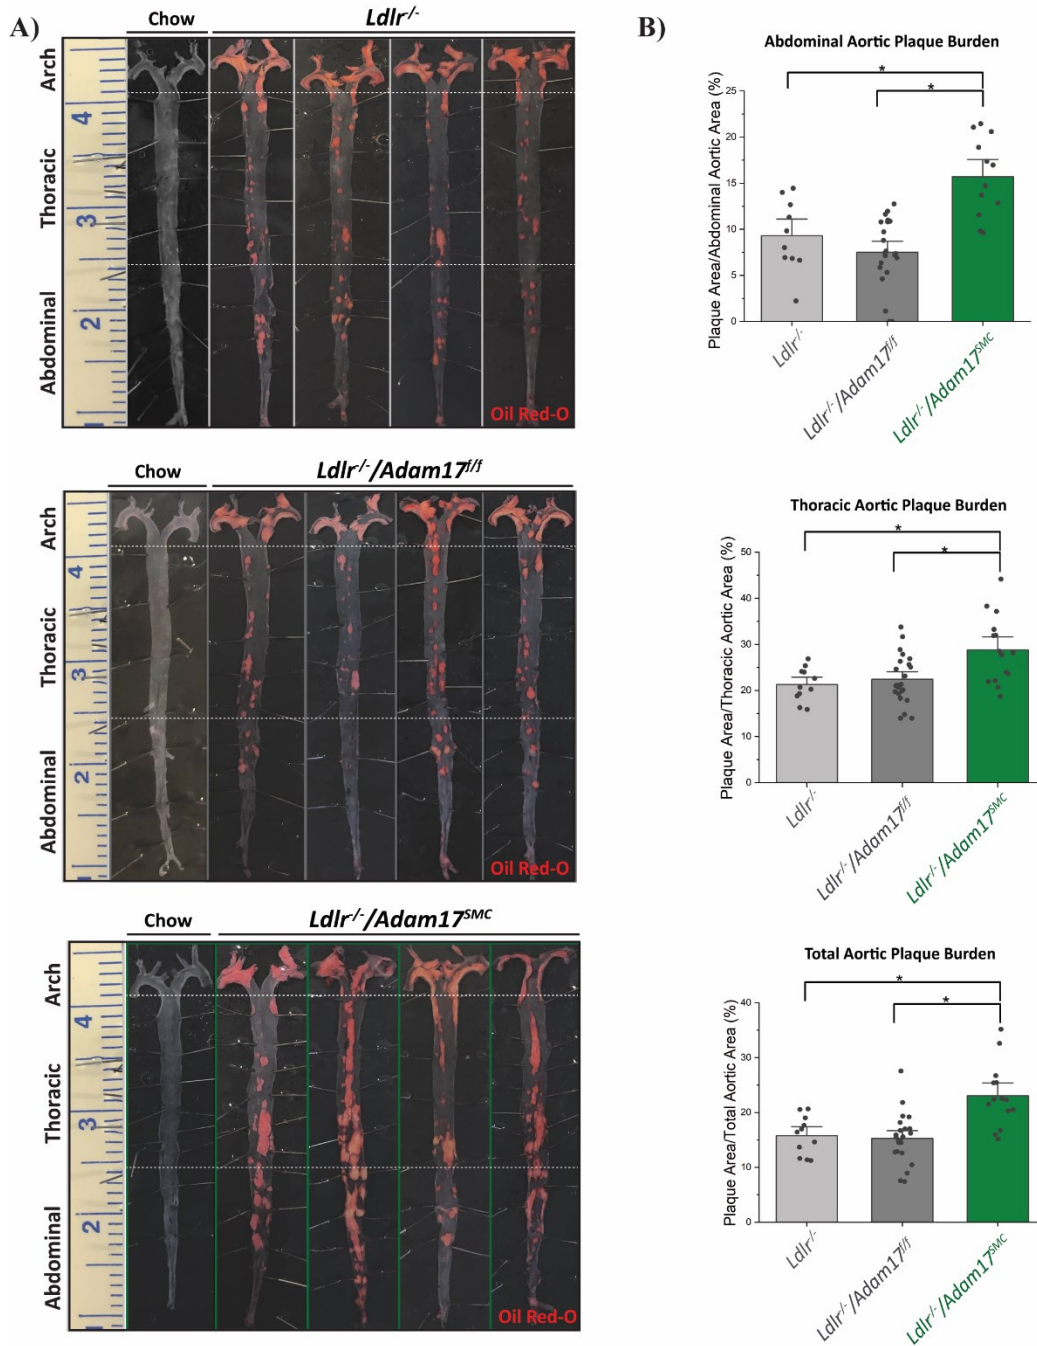 A)
Chow
Ldlr-/-
Arch
Thoracic
Abdominal
4
3
2
Oil Red-O
Chow
Ldlr-/-/Adam17f/f
Arch
Thoracic
Abdominal
4
3
2
Oil Red-O
Chow
Ldlr-/-/Adam17SMC
Arch
Thoracic
Abdominal
4
3
2
Oil Red-O
B)
Abdominal Aortic Plaque Burden
*
*
Plaque Area/Abdominal Aortic Area (%)
25
20
15
10
5
0
Ldlr-/-
Ldlr-/-/Adam17f/f
Ldlr-/-/Adam17SMC
Thoracic Aortic Plaque Burden
*
*
Plaque Area/Thoracic Aortic Area (%)
50
40
30
20
10
0
Ldlr-/-
Ldlr-/-/Adam17f/f
Ldlr-/-/Adam17SMC
Total Aortic Plaque Burden
*
*
Plaque Area/Total Aortic Area (%)
40
30
20
10
0
Ldlr-/-
Ldlr-/-/Adam17f/f
Ldlr-/-/Adam17SMC